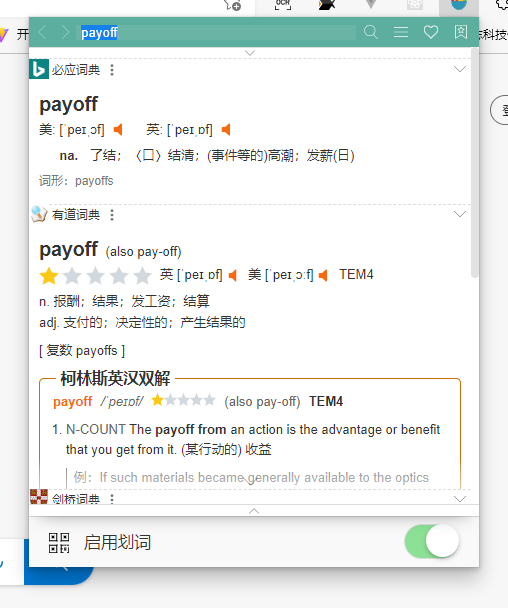 OCR
开
志科技
payoff
必应词典
payoff
美: [ˈpeɪˌɔf] 英: [ˈpeɪˌɒf]
na. 了结；〈口〉结清；(事件等的)高潮；发薪(日)
词形：payoffs
有道词典
payoff (also pay-off)
英 [ˈpeɪˌɒf] 美 [ˈpeɪˌɔːf] TEM4
n. 报酬；结果；发工资；结算
adj. 支付的；决定性的；产生结果的
[ 复数 payoffs ]
柯林斯英汉双解
payoff /ˈpeɪɒf/ (also pay-off) TEM4
1. N-COUNT The payoff from an action is the advantage or benefit
that you get from it. (某行动的) 收益
例：If such materials became generally available to the optics
剑桥词典
启用划词